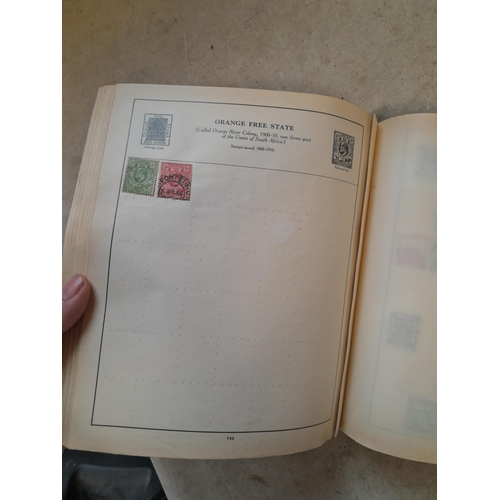 ORANGE FREE STATE
(Called Orange River Colony, 1900-10, now forms part
of the Union of South Africa.)
Stamps issued, 1868-1910.
144